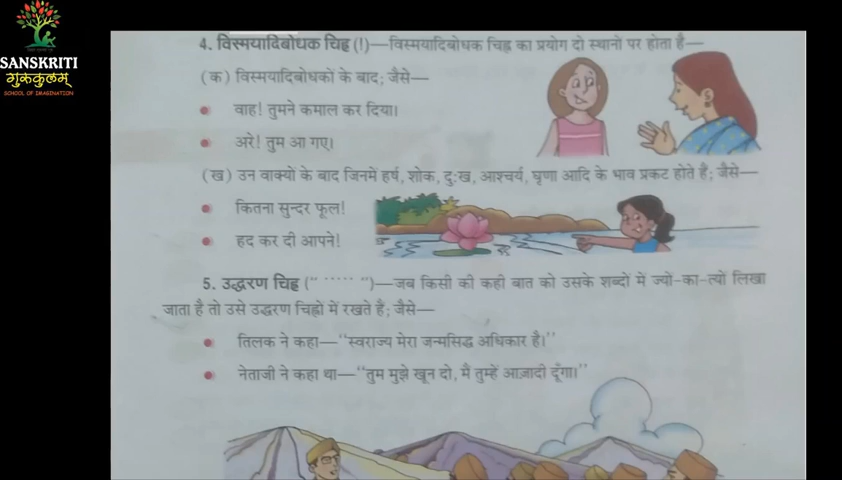 SANSKRITI
गुरुकुलम्
SCHOOL OF IMAGINATION
4. विस्मयादिबोधक चिह्न (!)—विस्मयादिबोधक चिह्न का प्रयोग दो स्थानों पर होता है—
(क) विस्मयादिबोधकों के बाद; जैसे—
• वाह! तुमने कमाल कर दिया।
• अरे! तुम आ गए।
(ख) उन वाक्यों के बाद जिनमें हर्ष, शोक, दुःख, आश्चर्य, घृणा आदि के भाव प्रकट होते हैं; जैसे—
• कितना सुन्दर फूल!
• हद कर दी आपने!
5. उद्धरण चिह्न (“ ····· ”)—जब किसी की कही बात को उसके शब्दों में ज्यों-का-त्यों लिखा
जाता है तो उसे उद्धरण चिह्नों में रखते हैं; जैसे—
• तिलक ने कहा—“स्वराज्य मेरा जन्मसिद्ध अधिकार है।”
• नेताजी ने कहा था—“तुम मुझे खून दो, मैं तुम्हें आज़ादी दूँगा।”